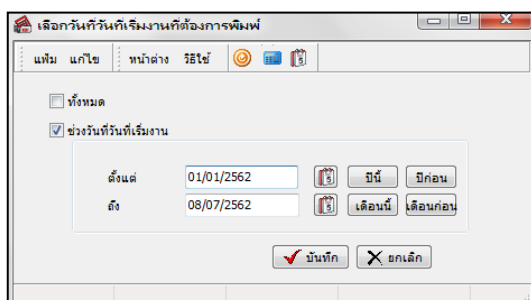 เลือกวันที่วันที่เริ่มงานที่ต้องการพิมพ์
แฟ้ม แก้ไข หน้าต่าง วิธีใช้
ทั้งหมด
ช่วงวันที่วันที่เริ่มงาน
ตั้งแต่ 01/01/2562 ปีนี้ ปีก่อน
ถึง 08/07/2562 เดือนนี้ เดือนก่อน
บันทึก ยกเลิก